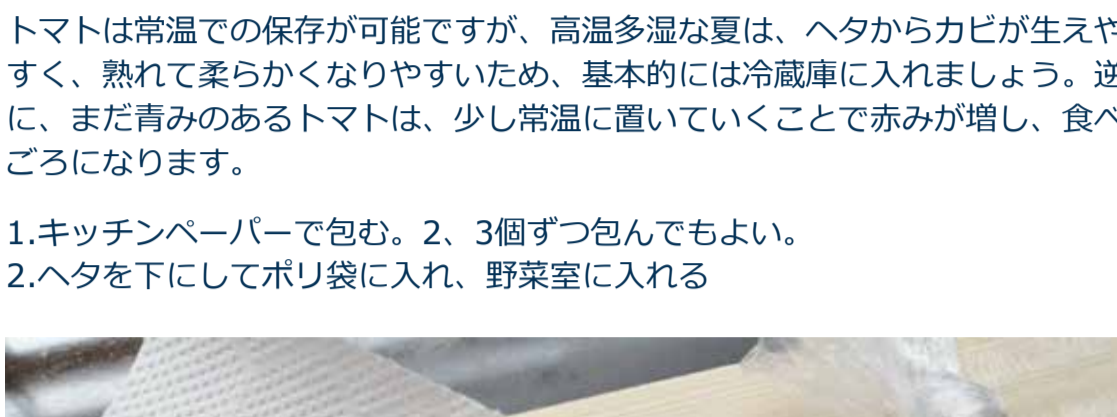 トマトは常温での保存が可能ですが、高温多湿な夏は、ヘタからカビが生えや
すく、熟れて柔らかくなりやすいため、基本的には冷蔵庫に入れましょう。逆
に、まだ青みのあるトマトは、少し常温に置いていくことで赤みが増し、食べ
ごろになります。
1.キッチンペーパーで包む。2、3個ずつ包んでもよい。
2.ヘタを下にしてポリ袋に入れ、野菜室に入れる